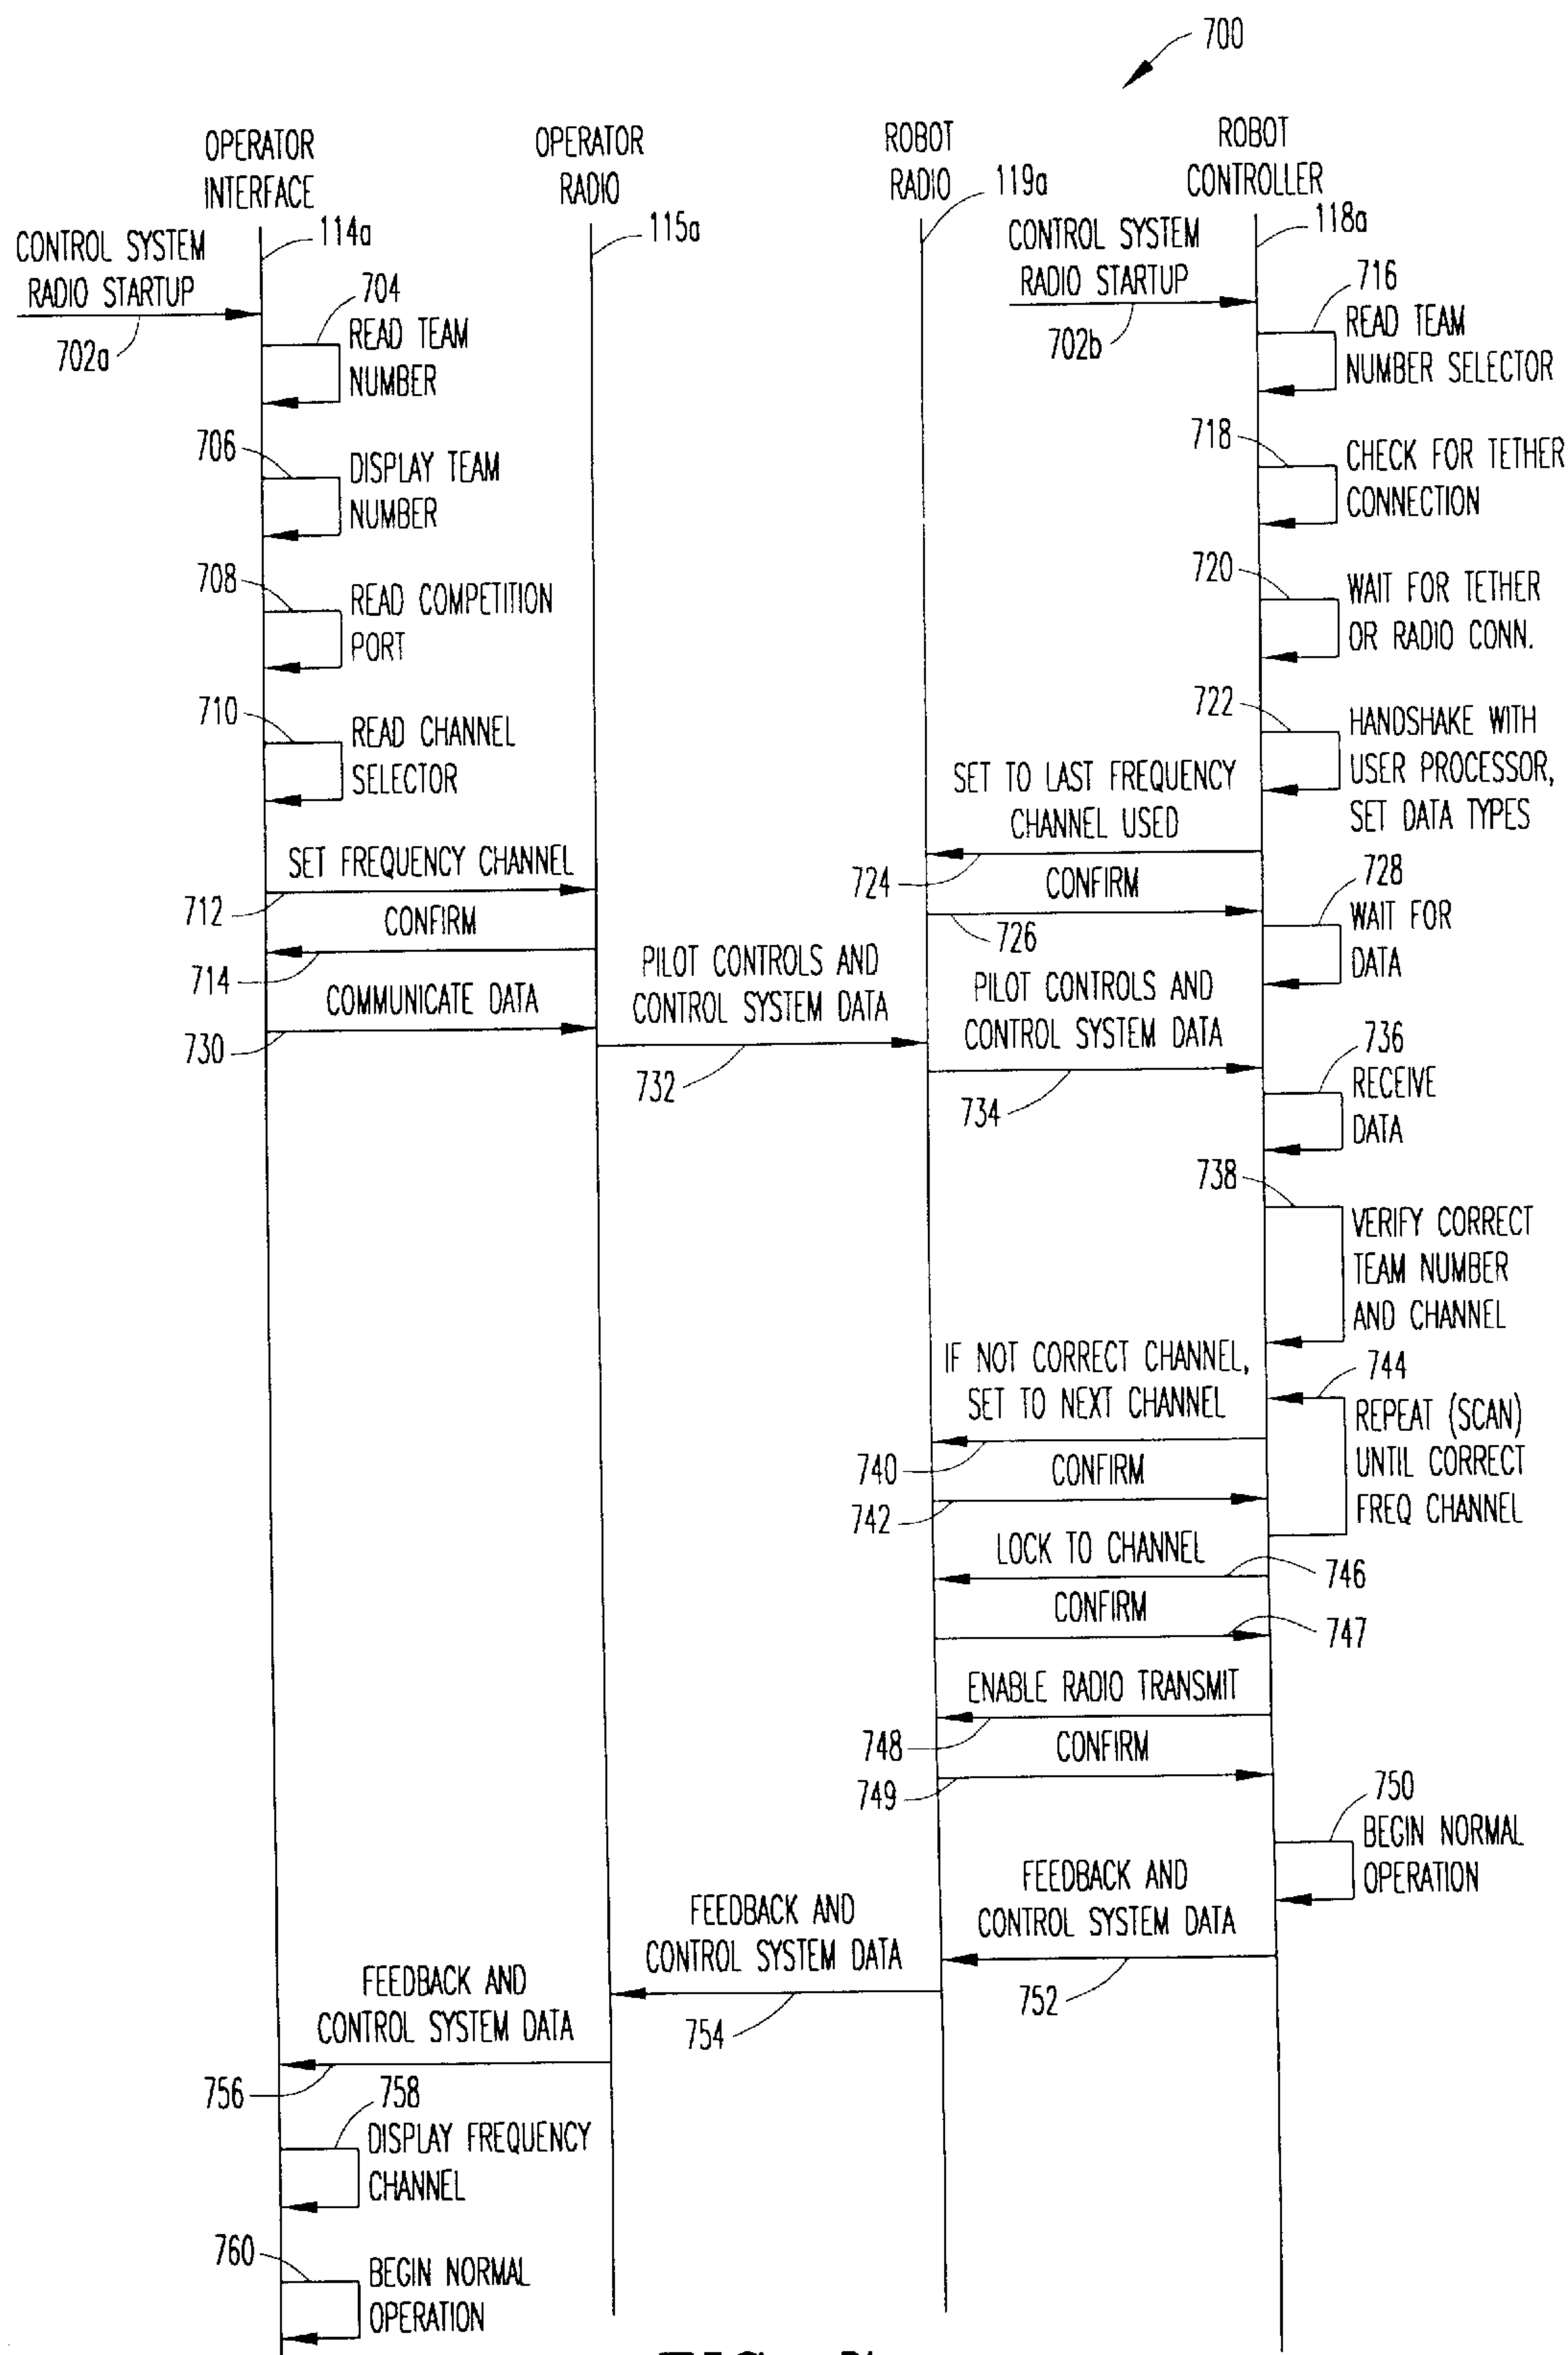 700
OPERATOR
INTERFACE
OPERATOR
RADIO
ROBOT
RADIO
ROBOT
CONTROLLER
114a
115a
119a
118a
CONTROL SYSTEM
RADIO STARTUP
702a
CONTROL SYSTEM
RADIO STARTUP
702b
704
READ TEAM
NUMBER
716
READ TEAM
NUMBER SELECTOR
706
DISPLAY TEAM
NUMBER
718
CHECK FOR TETHER
CONNECTION
708
READ COMPETITION
PORT
720
WAIT FOR TETHER
OR RADIO CONN.
710
READ CHANNEL
SELECTOR
722
HANDSHAKE WITH
USER PROCESSOR,
SET DATA TYPES
SET TO LAST FREQUENCY
CHANNEL USED
724
SET FREQUENCY CHANNEL
712
CONFIRM
726
CONFIRM
714
728
WAIT FOR
DATA
COMMUNICATE DATA
730
PILOT CONTROLS AND
CONTROL SYSTEM DATA
732
PILOT CONTROLS AND
CONTROL SYSTEM DATA
734
736
RECEIVE
DATA
738
VERIFY CORRECT
TEAM NUMBER
AND CHANNEL
IF NOT CORRECT CHANNEL,
SET TO NEXT CHANNEL
740
744
REPEAT (SCAN)
UNTIL CORRECT
FREQ CHANNEL
CONFIRM
742
LOCK TO CHANNEL
746
CONFIRM
747
ENABLE RADIO TRANSMIT
748
CONFIRM
749
750
BEGIN NORMAL
OPERATION
FEEDBACK AND
CONTROL SYSTEM DATA
752
FEEDBACK AND
CONTROL SYSTEM DATA
754
FEEDBACK AND
CONTROL SYSTEM DATA
756
758
DISPLAY FREQUENCY
CHANNEL
760
BEGIN NORMAL
OPERATION